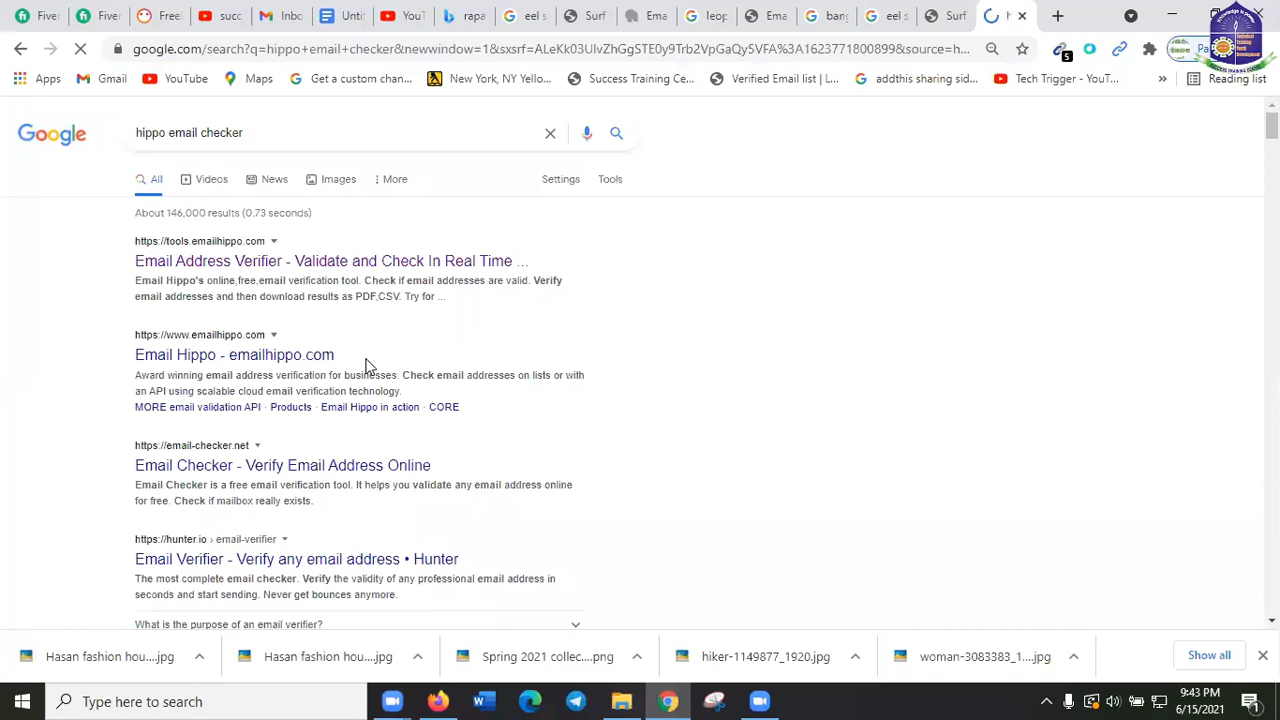 Fiver
Fiver
Free
succ
Inbo
Unti
YouT
rapa
eel s
Surf
Ema
leop
Ema
bang
eel s
Surf
google.com/search?q=hippo+email+checker&newwindow=1&sxsrf=ALeKk03UIvZhGgSTE0y9Trb2VpGaQy5VFA%3A1623771800899&source=h...
5
Apps
Gmail
YouTube
Maps
Get a custom chan...
New York, NY Yello...
Success Training Ce...
Verified Email list | L...
addthis sharing sid...
Tech Trigger - YouT...
»
Reading list
Google
hippo email checker
All
Videos
News
Images
More
Settings
Tools
About 146,000 results (0.73 seconds)
https://tools.emailhippo.com
Email Address Verifier - Validate and Check In Real Time ...
Email Hippo's online,free,email verification tool. Check if email addresses are valid. Verify
email addresses and then download results as PDF,CSV. Try for ...
https://www.emailhippo.com
Email Hippo - emailhippo.com
Award winning email address verification for businesses. Check email addresses on lists or with
an API using scalable cloud email verification technology.
MORE email validation API · Products · Email Hippo in action · CORE
https://email-checker.net
Email Checker - Verify Email Address Online
Email Checker is a free email verification tool. It helps you validate any email address online
for free. Check if mailbox really exists.
https://hunter.io › email-verifier
Email Verifier - Verify any email address • Hunter
The most complete email checker. Verify the validity of any professional email address in
seconds and start sending. Never get bounces anymore.
What is the purpose of an email verifier?
Hasan fashion hou....jpg
Hasan fashion hou....jpg
Spring 2021 collec....png
hiker-1149877_1920.jpg
woman-3083383_1....jpg
Show all
Type here to search
9:43 PM
6/15/2021
1